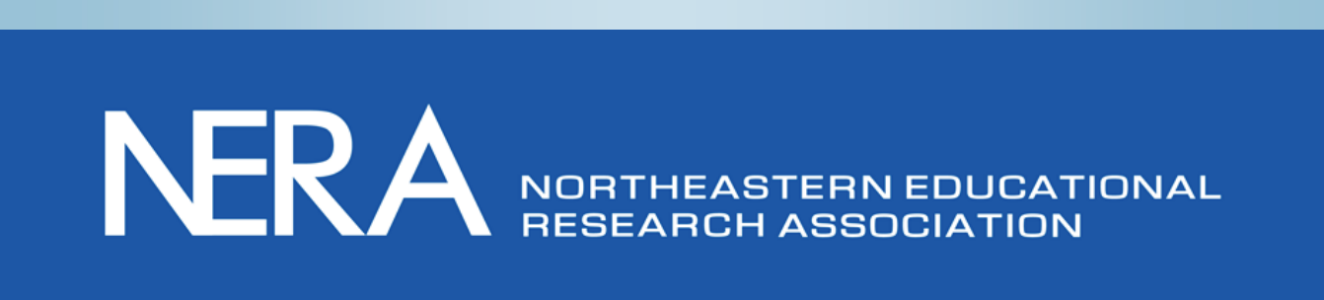 NERA
NORTHEASTERN EDUCATIONAL
RESEARCH ASSOCIATION